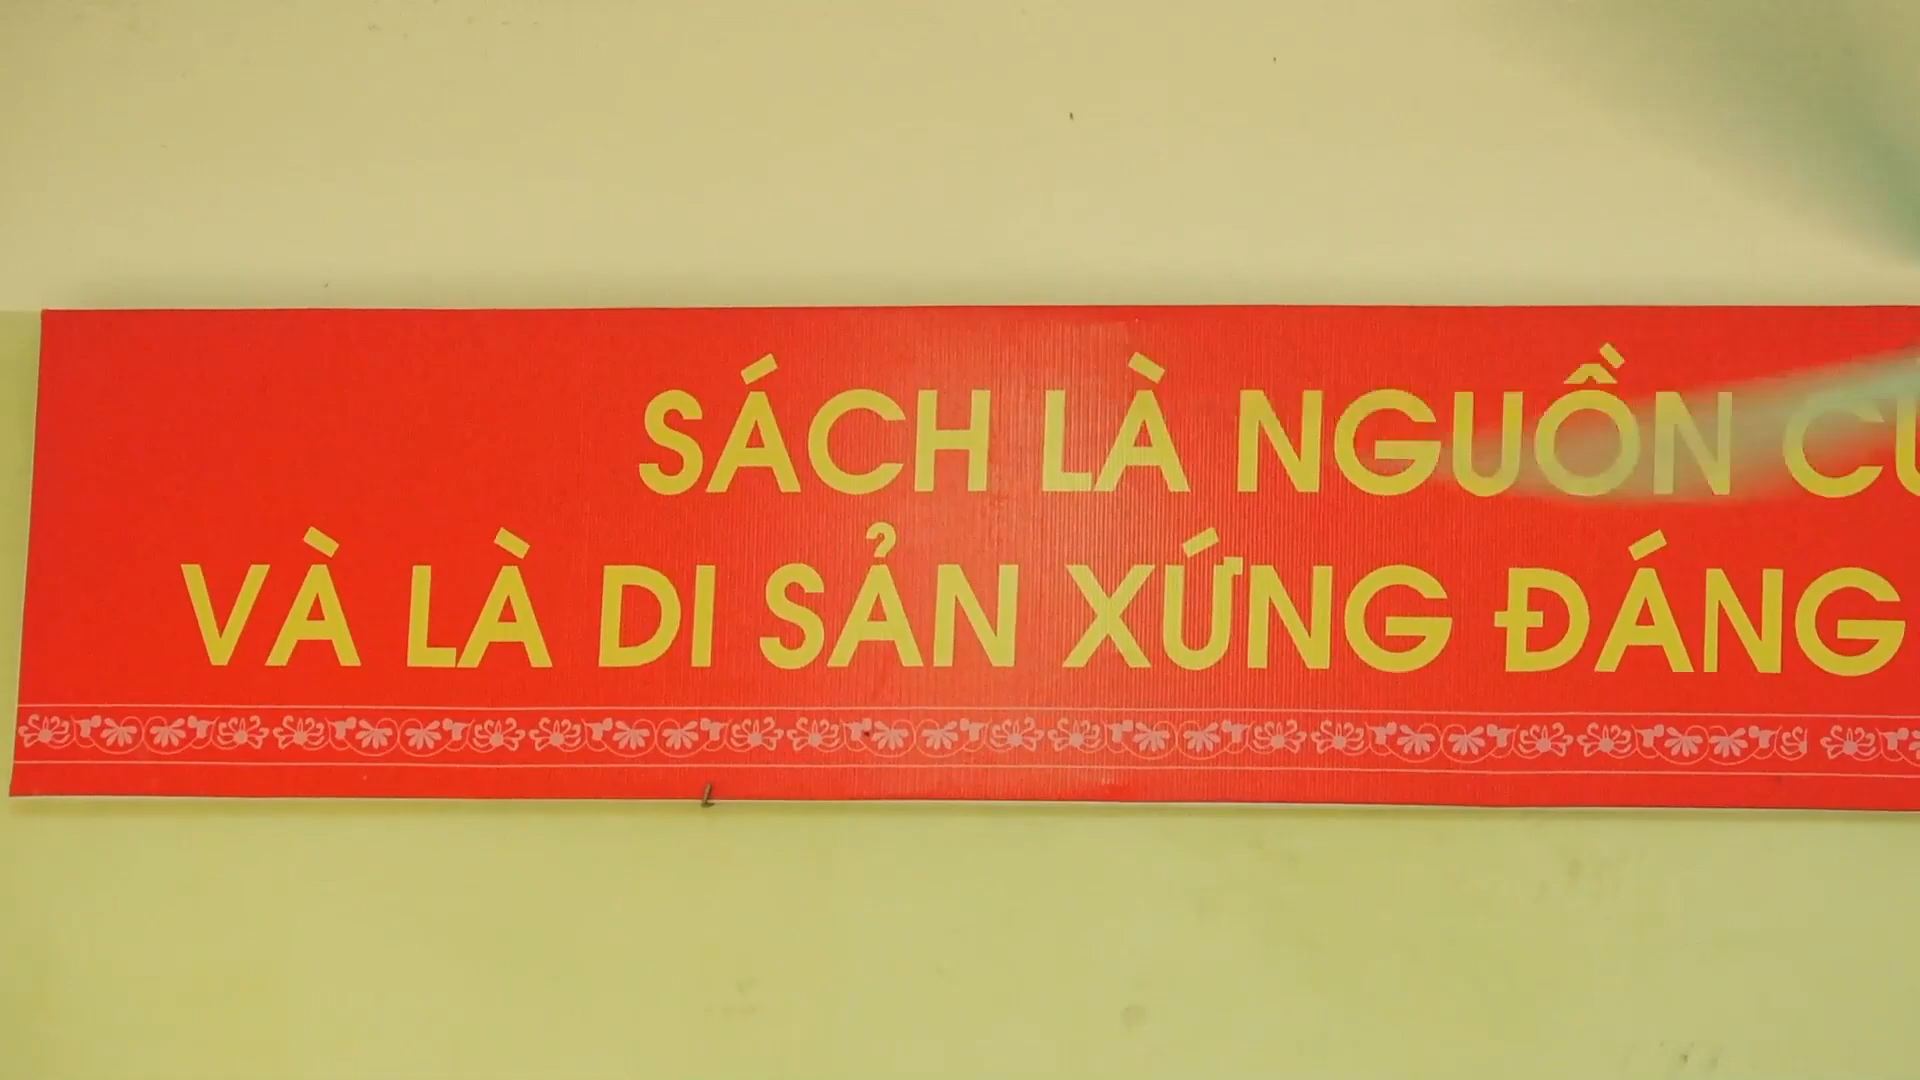 SÁCH LÀ NGUỒN
VÀ LÀ DI SẢN XỨNG ĐÁNG